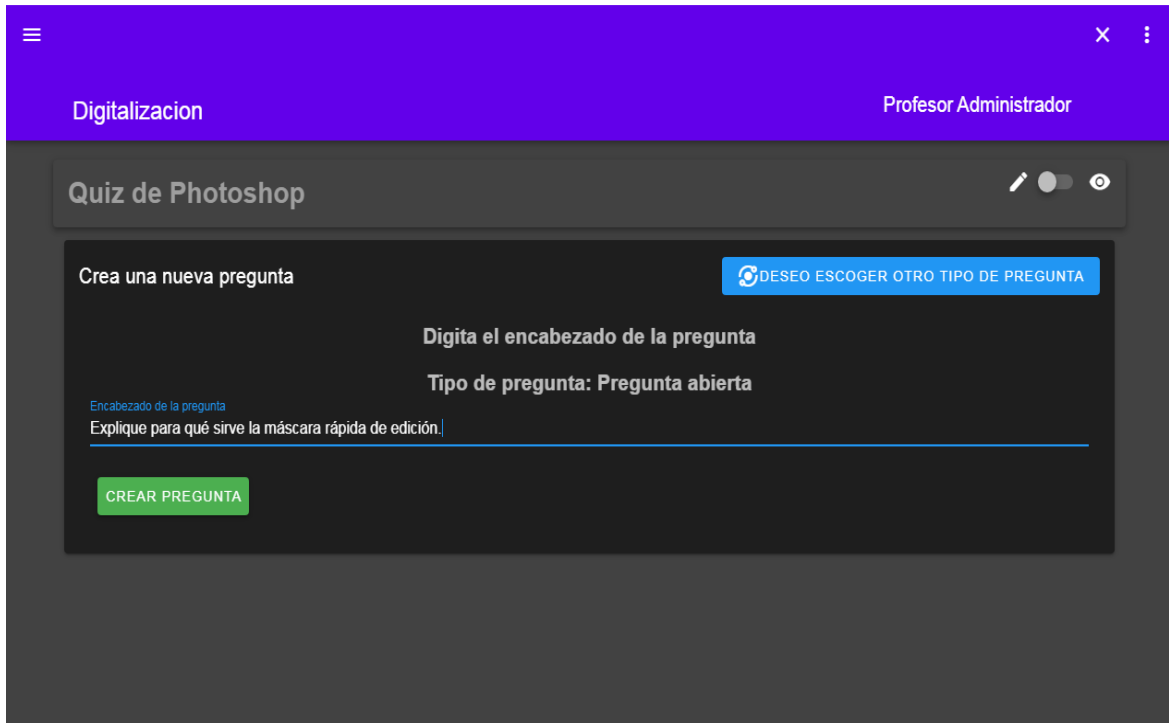 Digitalizacion
Profesor Administrador
Quiz de Photoshop
Crea una nueva pregunta
DESEO ESCOGER OTRO TIPO DE PREGUNTA
Digita el encabezado de la pregunta
Tipo de pregunta: Pregunta abierta
Encabezado de la pregunta
Explique para qué sirve la máscara rápida de edición.
CREAR PREGUNTA